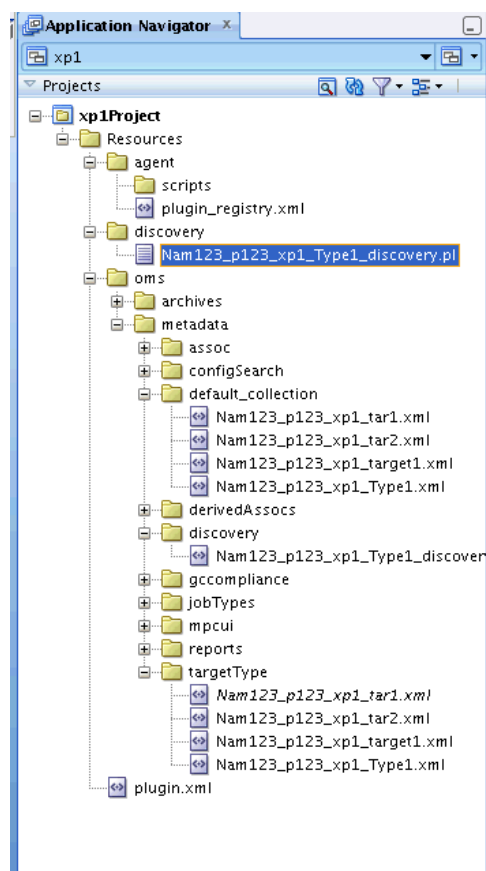 Application Navigator
xp1
Projects
xp1Project
Resources
agent
scripts
plugin_registry.xml
discovery
Nam123_p123_xp1_Type1_discovery.pl
oms
archives
metadata
assoc
configSearch
default_collection
Nam123_p123_xp1_tar1.xml
Nam123_p123_xp1_tar2.xml
Nam123_p123_xp1_target1.xml
Nam123_p123_xp1_Type1.xml
derivedAssocs
discovery
Nam123_p123_xp1_Type1_discover
gccompliance
jobTypes
mpcui
reports
targetType
Nam123_p123_xp1_tar1.xml
Nam123_p123_xp1_tar2.xml
Nam123_p123_xp1_target1.xml
Nam123_p123_xp1_Type1.xml
plugin.xml